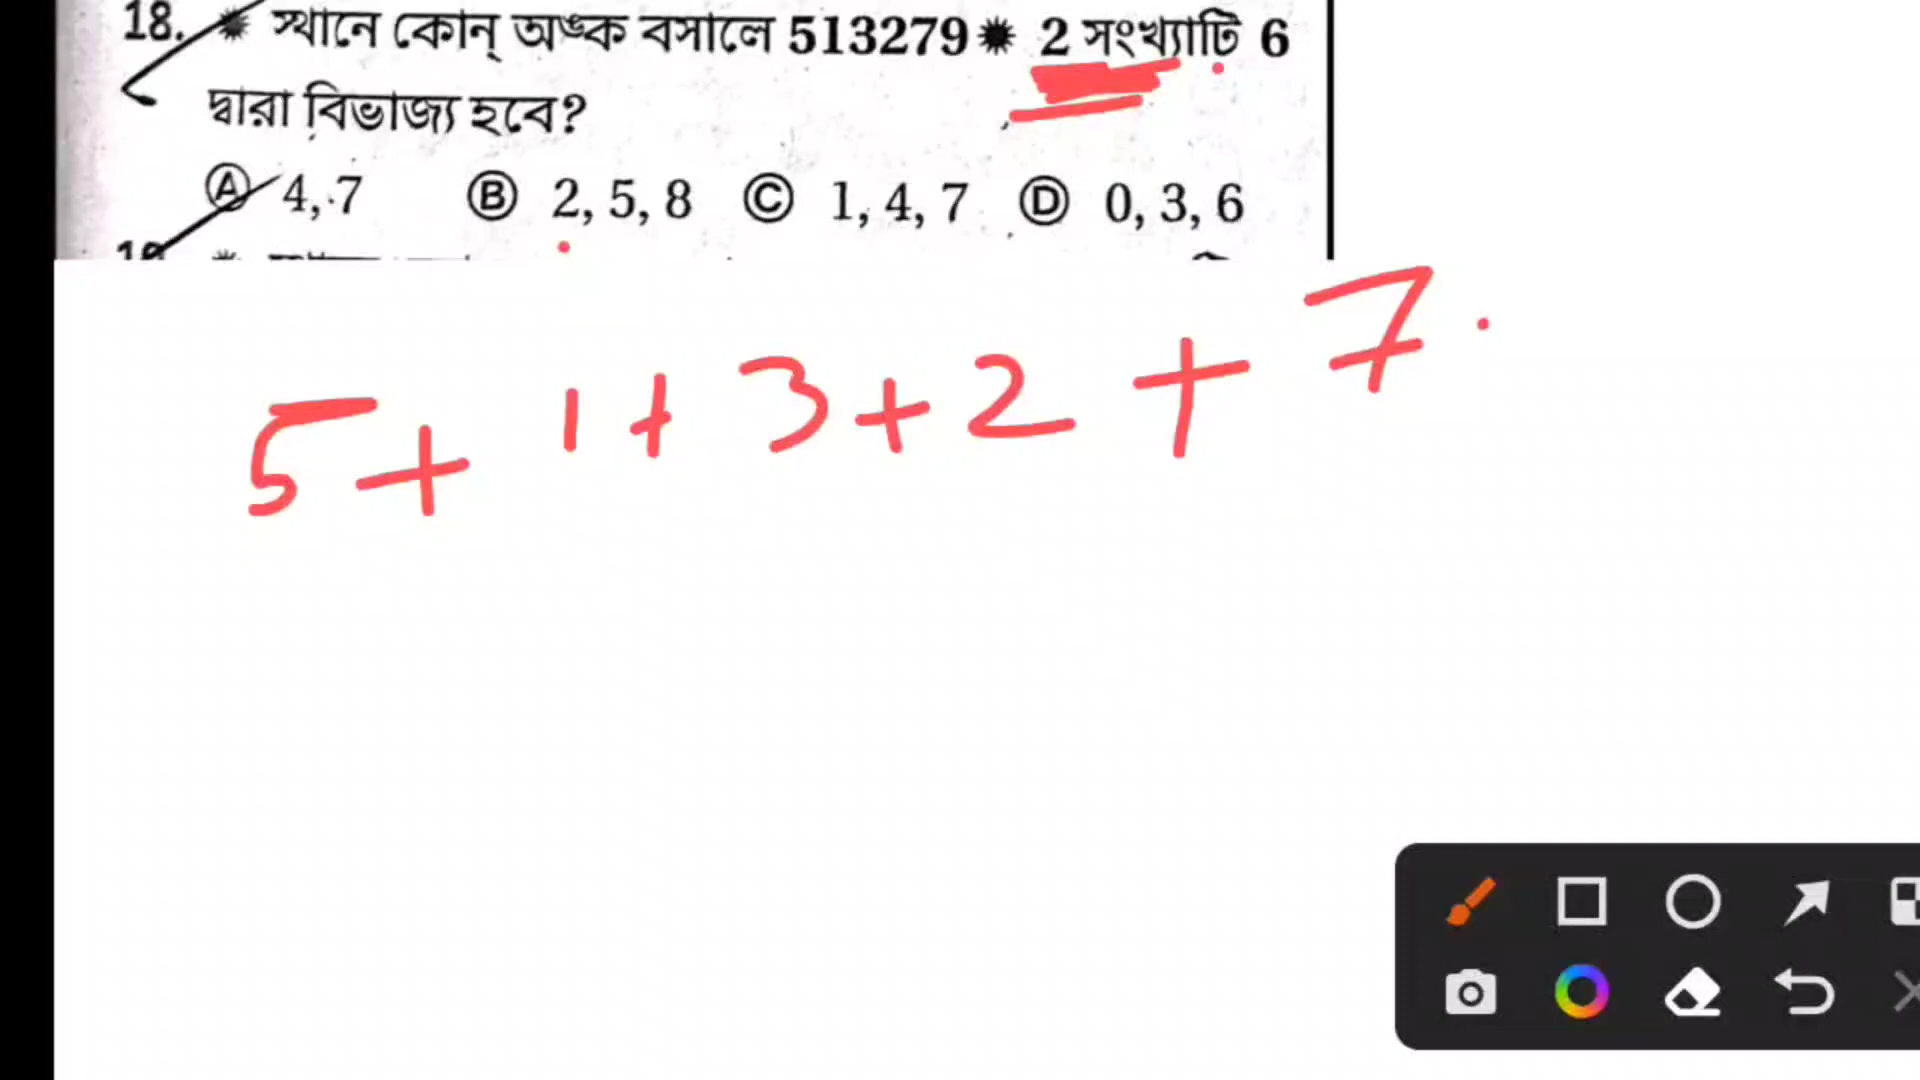 18. ✹ স্থানে কোন্ অঙ্ক বসালে 513279✹ 2 সংখ্যাটি 6
দ্বারা বিভাজ্য হবে?
Ⓐ 4, 7 Ⓑ 2, 5, 8 Ⓒ 1, 4, 7 Ⓓ 0, 3, 6
5+ 1+ 3+2 + 7